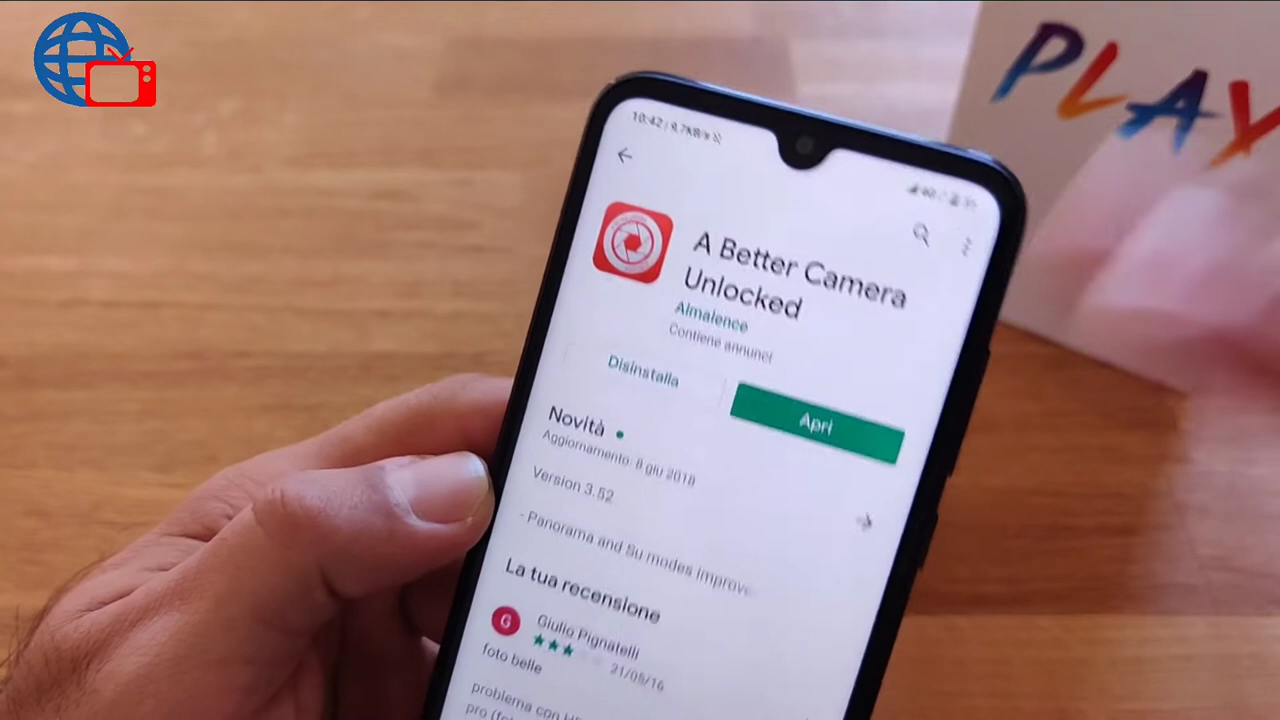 PLAY
10:42
A Better Camera
Unlocked
Almalence
Contiene annunci
Disinstalla
Apri
Novità
Aggiornamento: 8 giu 2018
Version 3.52
- Panorama and Su modes improve
La tua recensione
G
Giulio Pignatelli
21/05/16
foto belle
problema con
pro